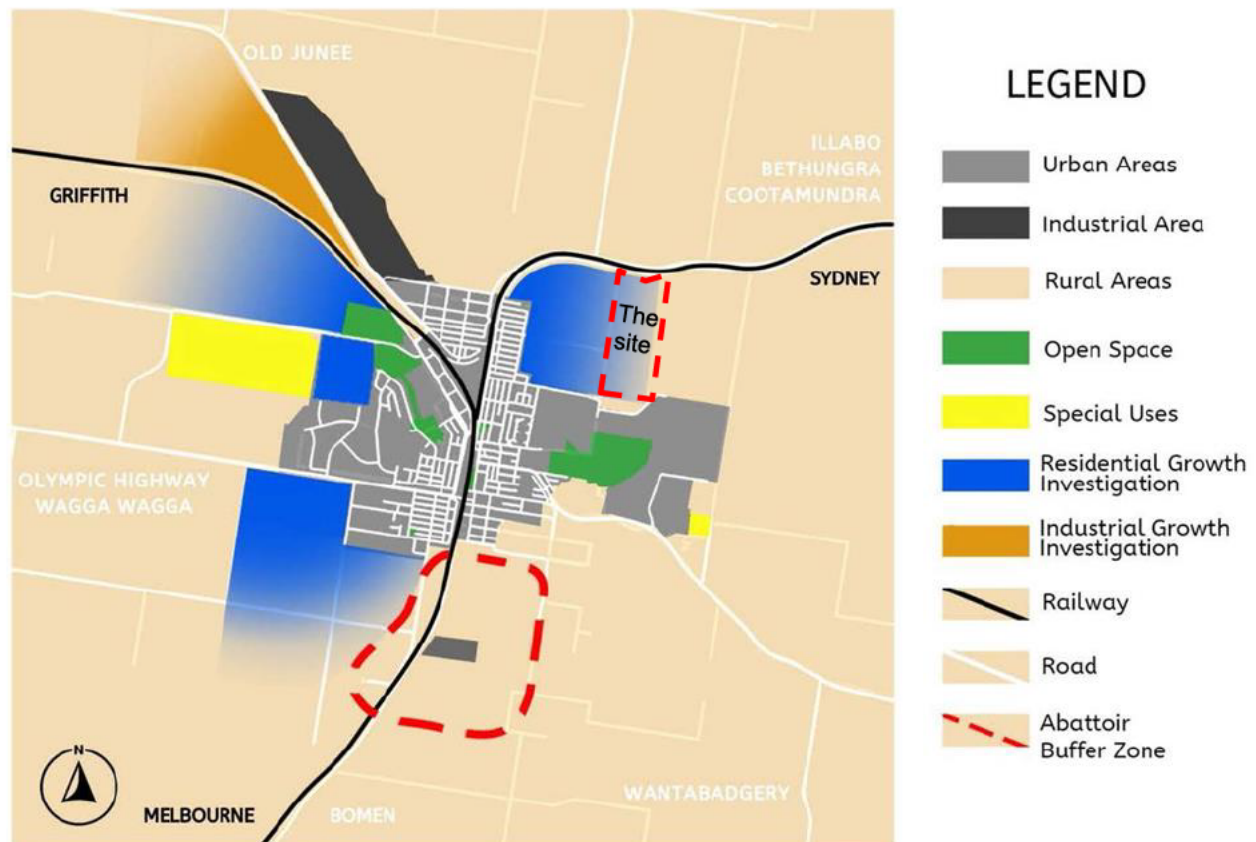 OLD JUNEE
ILLABO
BETHUNGRA
COOTAMUNDRA
GRIFFITH
SYDNEY
The
site
OLYMPIC HIGHWAY
WAGGA WAGGA
N
MELBOURNE
BOMEN
WANTABADGERY
LEGEND
Urban Areas
Industrial Area
Rural Areas
Open Space
Special Uses
Residential Growth
Investigation
Industrial Growth
Investigation
Railway
Road
Abattoir
Buffer Zone